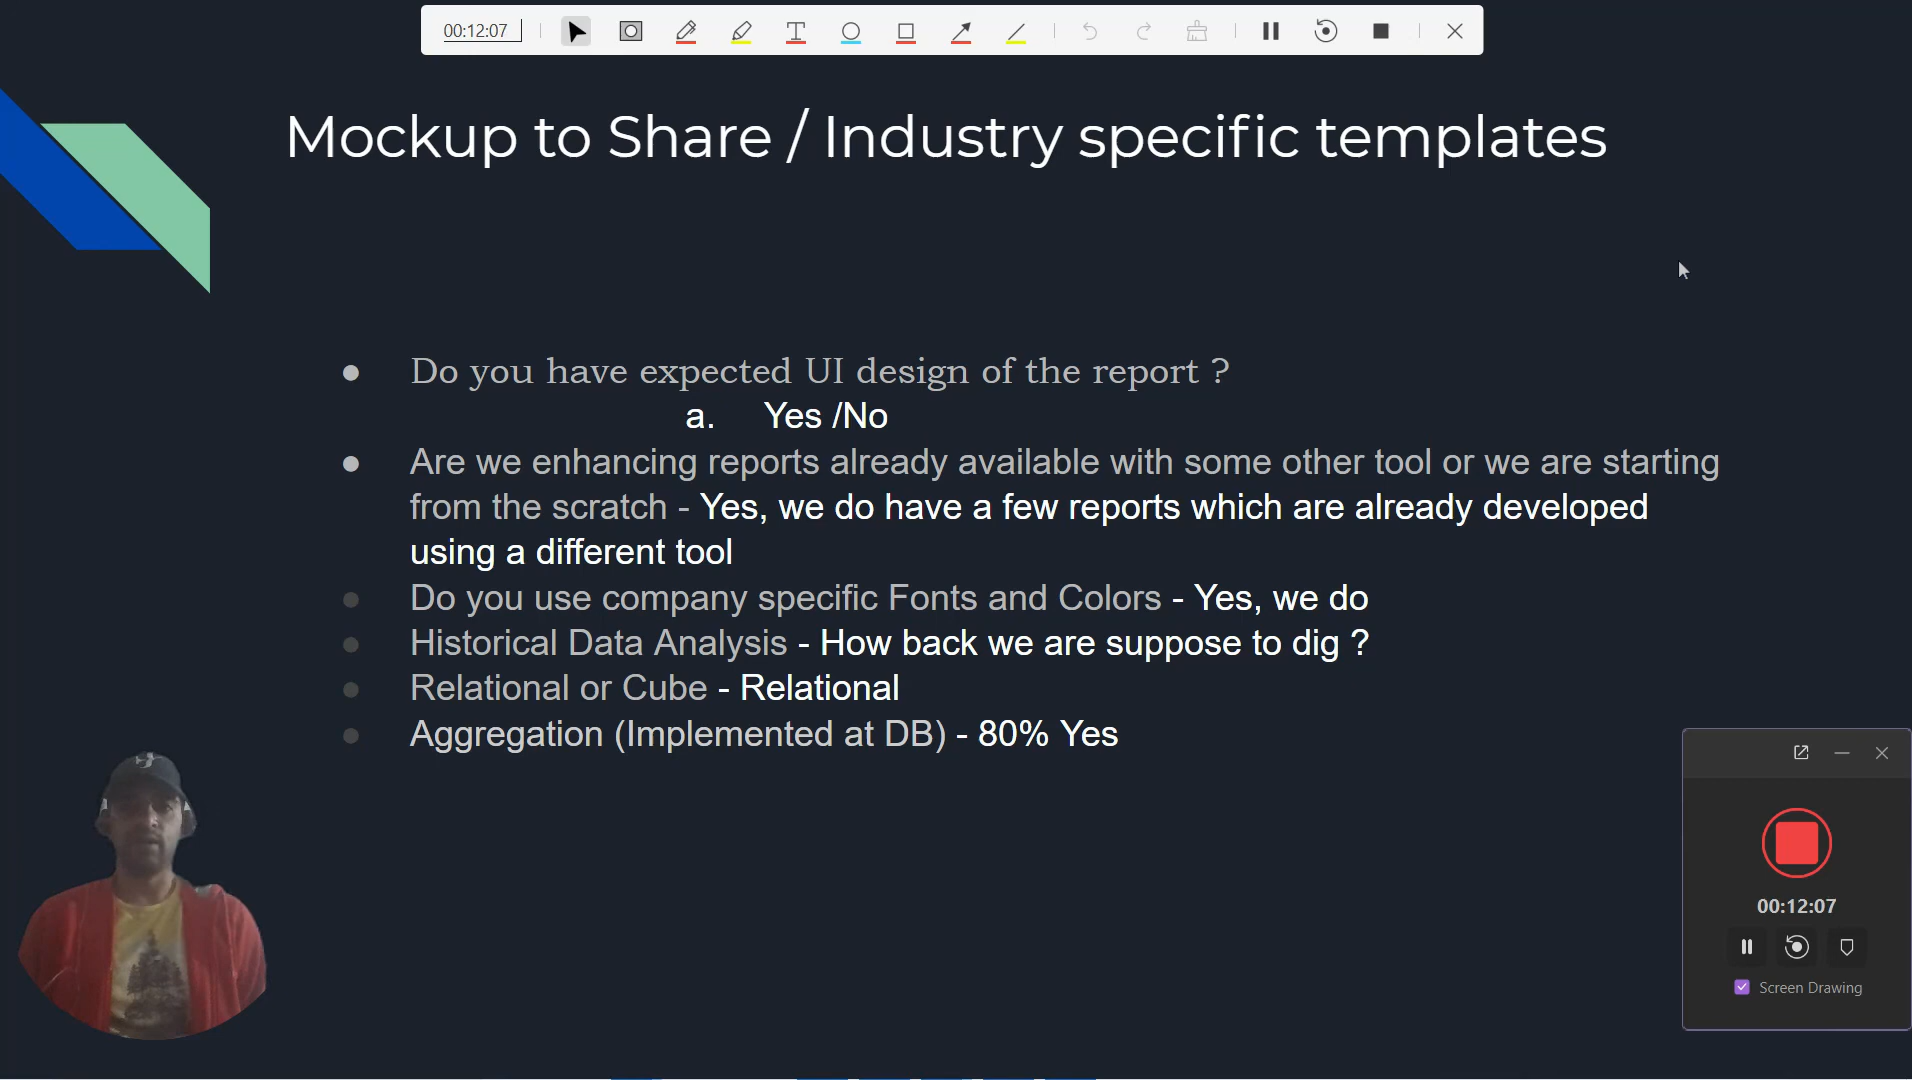 00:12:07
Mockup to Share / Industry specific templates
● Do you have expected UI design of the report ?
a. Yes /No
● Are we enhancing reports already available with some other tool or we are starting
from the scratch - Yes, we do have a few reports which are already developed
using a different tool
● Do you use company specific Fonts and Colors - Yes, we do
● Historical Data Analysis - How back we are suppose to dig ?
● Relational or Cube - Relational
● Aggregation (Implemented at DB) - 80% Yes
00:12:07
Screen Drawing